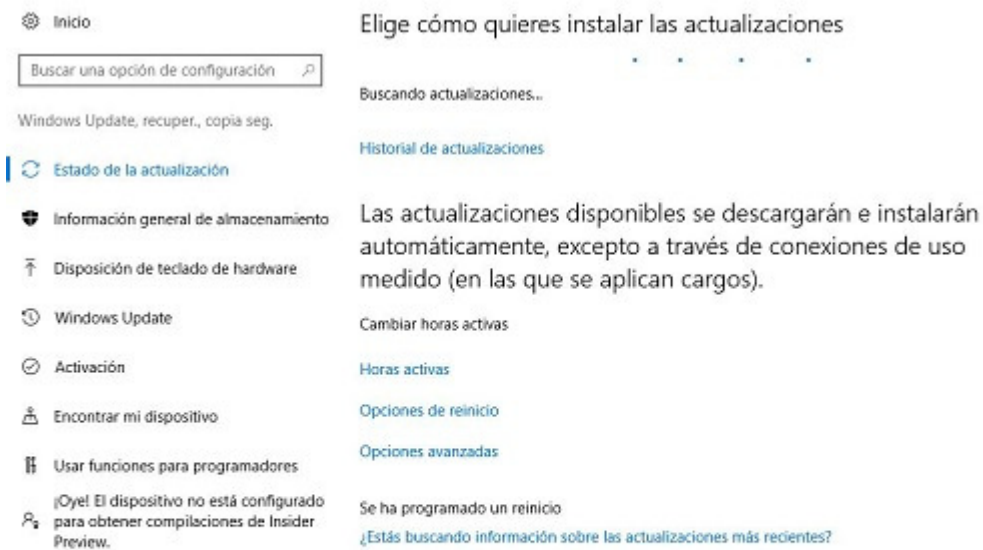 Inicio
Buscar una opción de configuración
Windows Update, recuper., copia seg.
Estado de la actualización
Información general de almacenamiento
Disposición de teclado de hardware
Windows Update
Activación
Encontrar mi dispositivo
Usar funciones para programadores
¡Oye! El dispositivo no está configurado
para obtener compilaciones de Insider
Preview.
Elige cómo quieres instalar las actualizaciones
Buscando actualizaciones...
Historial de actualizaciones
Las actualizaciones disponibles se descargarán e instalarán
automáticamente, excepto a través de conexiones de uso
medido (en las que se aplican cargos).
Cambiar horas activas
Horas activas
Opciones de reinicio
Opciones avanzadas
Se ha programado un reinicio
¿Estás buscando información sobre las actualizaciones más recientes?